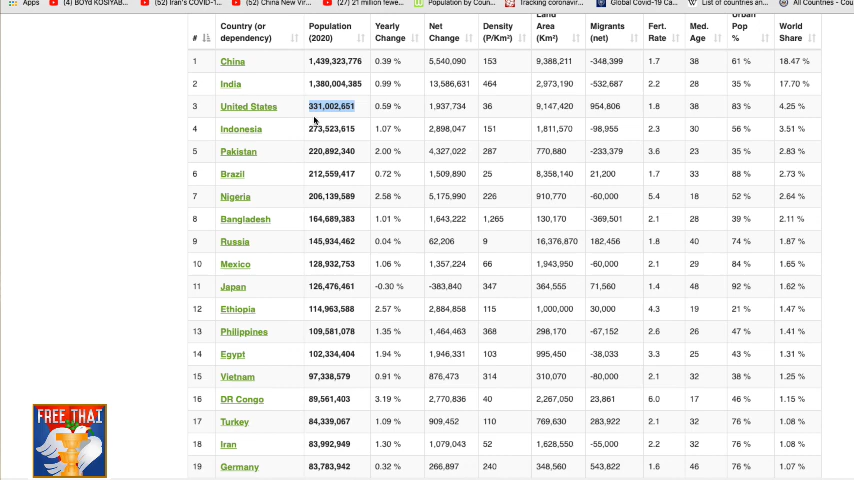 Apps (4) BOYd KOSIYAB... (52) Iran's COVID-1... (52) China New Vir... (27) 21 million fewe... Population by Coun... Tracking coronavir... Global Covid-19 Ca... List of countries an... All Countries - Cou
# Country (or dependency) Population (2020) Yearly Change Net Change Density (P/Km²) Land Area (Km²) Migrants (net) Fert. Rate Med. Age Urban Pop % World Share
1 China 1,439,323,776 0.39 % 5,540,090 153 9,388,211 -348,399 1.7 38 61 % 18.47 %
2 India 1,380,004,385 0.99 % 13,586,631 464 2,973,190 -532,687 2.2 28 35 % 17.70 %
3 United States 331,002,651 0.59 % 1,937,734 36 9,147,420 954,806 1.8 38 83 % 4.25 %
4 Indonesia 273,523,615 1.07 % 2,898,047 151 1,811,570 -98,955 2.3 30 56 % 3.51 %
5 Pakistan 220,892,340 2.00 % 4,327,022 287 770,880 -233,379 3.6 23 35 % 2.83 %
6 Brazil 212,559,417 0.72 % 1,509,890 25 8,358,140 21,200 1.7 33 88 % 2.73 %
7 Nigeria 206,139,589 2.58 % 5,175,990 226 910,770 -60,000 5.4 18 52 % 2.64 %
8 Bangladesh 164,689,383 1.01 % 1,643,222 1,265 130,170 -369,501 2.1 28 39 % 2.11 %
9 Russia 145,934,462 0.04 % 62,206 9 16,376,870 182,456 1.8 40 74 % 1.87 %
10 Mexico 128,932,753 1.06 % 1,357,224 66 1,943,950 -60,000 2.1 29 84 % 1.65 %
11 Japan 126,476,461 -0.30 % -383,840 347 364,555 71,560 1.4 48 92 % 1.62 %
12 Ethiopia 114,963,588 2.57 % 2,884,858 115 1,000,000 30,000 4.3 19 21 % 1.47 %
13 Philippines 109,581,078 1.35 % 1,464,463 368 298,170 -67,152 2.6 26 47 % 1.41 %
14 Egypt 102,334,404 1.94 % 1,946,331 103 995,450 -38,033 3.3 25 43 % 1.31 %
15 Vietnam 97,338,579 0.91 % 876,473 314 310,070 -80,000 2.1 32 38 % 1.25 %
16 DR Congo 89,561,403 3.19 % 2,770,836 40 2,267,050 23,861 6.0 17 46 % 1.15 %
17 Turkey 84,339,067 1.09 % 909,452 110 769,630 283,922 2.1 32 76 % 1.08 %
18 Iran 83,992,949 1.30 % 1,079,043 52 1,628,550 -55,000 2.2 32 76 % 1.08 %
19 Germany 83,783,942 0.32 % 266,897 240 348,560 543,822 1.6 46 76 % 1.07 %
FREE THAI